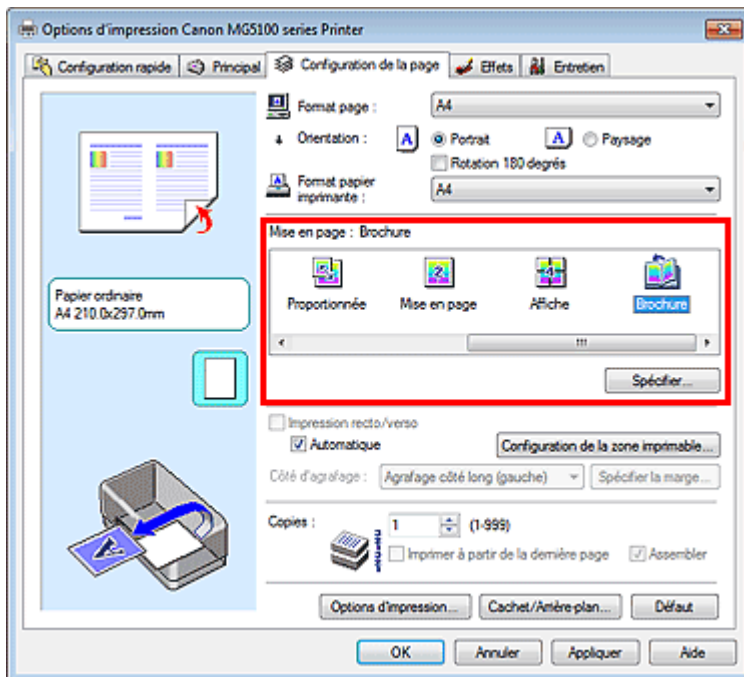 Options d'impression Canon MG5100 series Printer
Configuration rapide Principal Configuration de la page Effets Entretien
Format page : A4
Orientation : A Portrait A Paysage
Rotation 180 degrés
Format papier
imprimante : A4
Mise en page : Brochure
Proportionnée Mise en page Affiche Brochure
Papier ordinaire
A4 210.0x297.0mm
Spécifier...
Impression recto/verso
Automatique Configuration de la zone imprimable...
Côté d'agrafage : Agrafage côté long (gauche) Spécifier la marge...
Copies : 1 (1-999)
Imprimer à partir de la dernière page Assembler
Options d'impression... Cachet/Arrière-plan... Défaut
OK Annuler Appliquer Aide